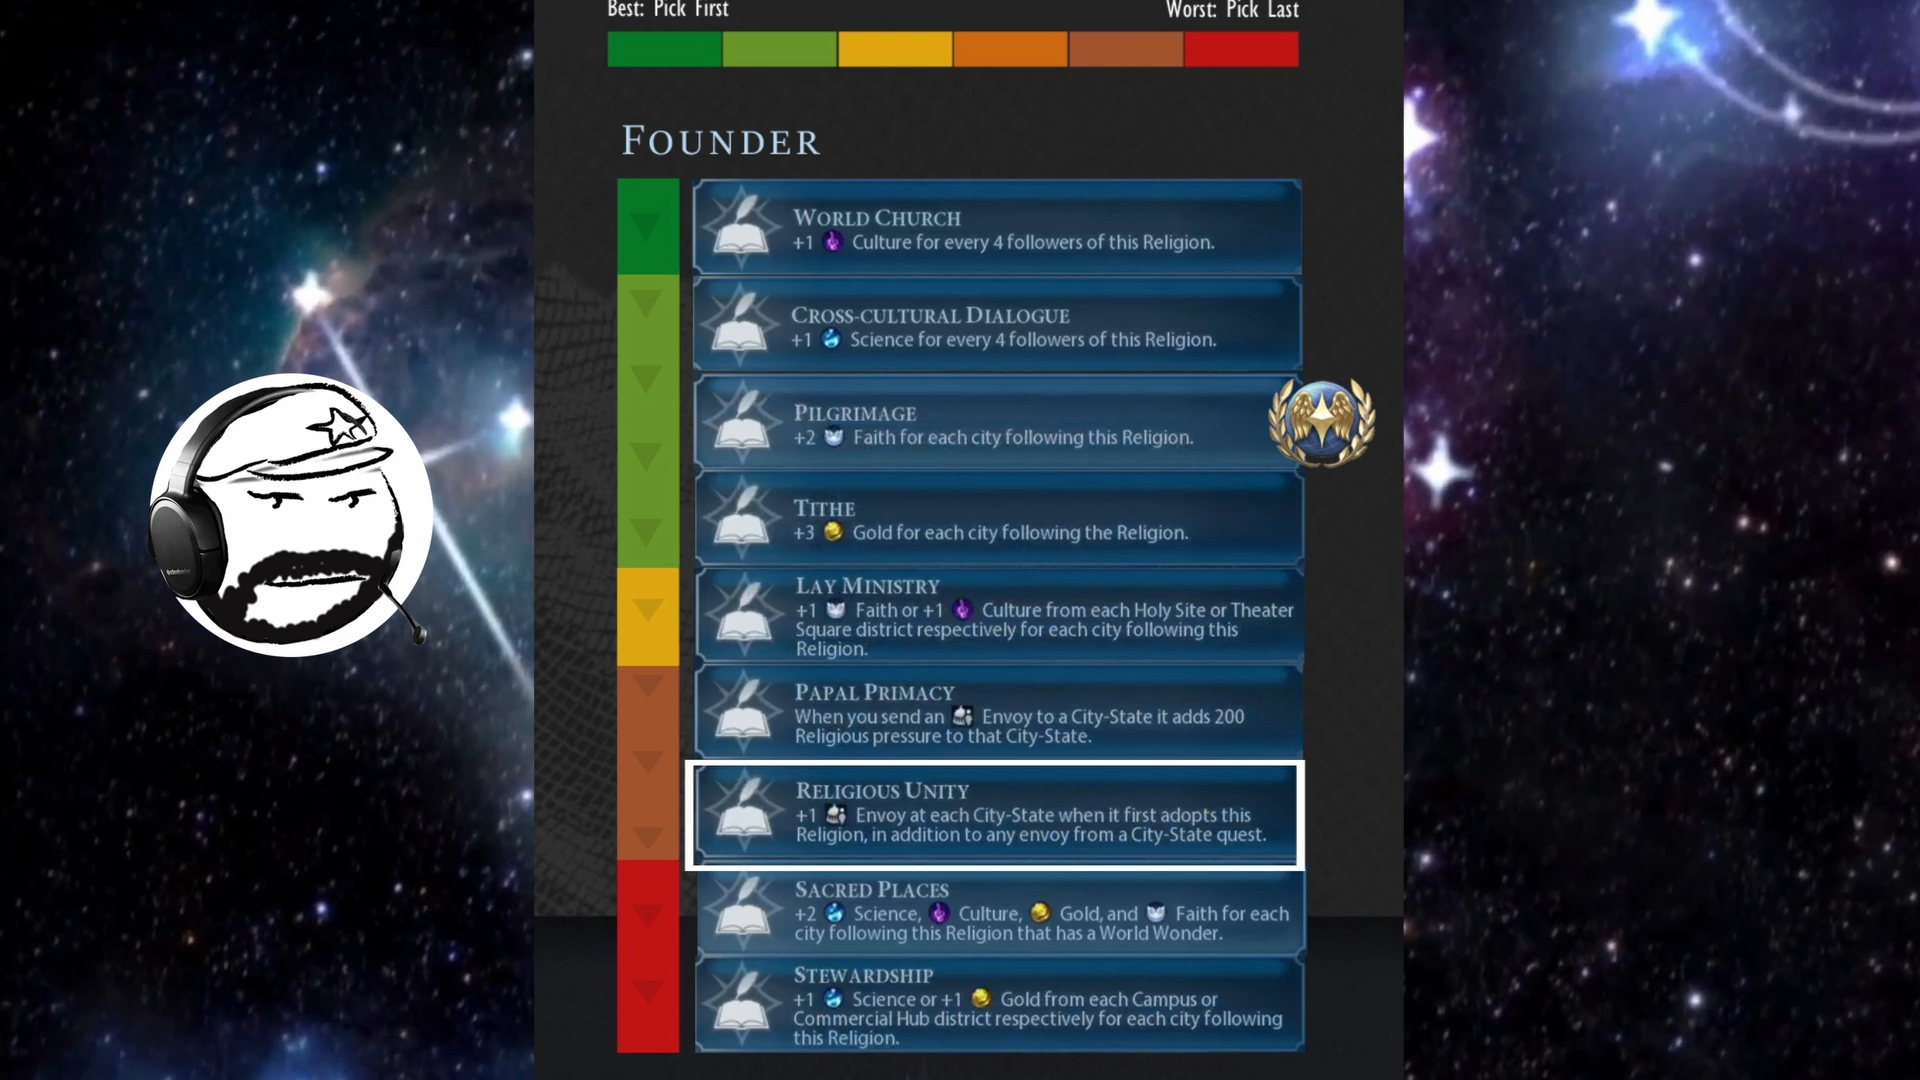 Best: Pick First
Worst: Pick Last
FOUNDER
WORLD CHURCH
+1 Culture for every 4 followers of this Religion.
CROSS-CULTURAL DIALOGUE
+1 Science for every 4 followers of this Religion.
PILGRIMAGE
+2 Faith for each city following this Religion.
TITHE
+3 Gold for each city following the Religion.
LAY MINISTRY
+1 Faith or +1 Culture from each Holy Site or Theater
Square district respectively for each city following this
Religion.
PAPAL PRIMACY
When you send an Envoy to a City-State it adds 200
Religious pressure to that City-State.
RELIGIOUS UNITY
+1 Envoy at each City-State when it first adopts this
Religion, in addition to any envoy from a City-State quest.
SACRED PLACES
+2 Science, Culture, Gold, and Faith for each
city following this Religion that has a World Wonder.
STEWARDSHIP
+1 Science or +1 Gold from each Campus or
Commercial Hub district respectively for each city following
this Religion.